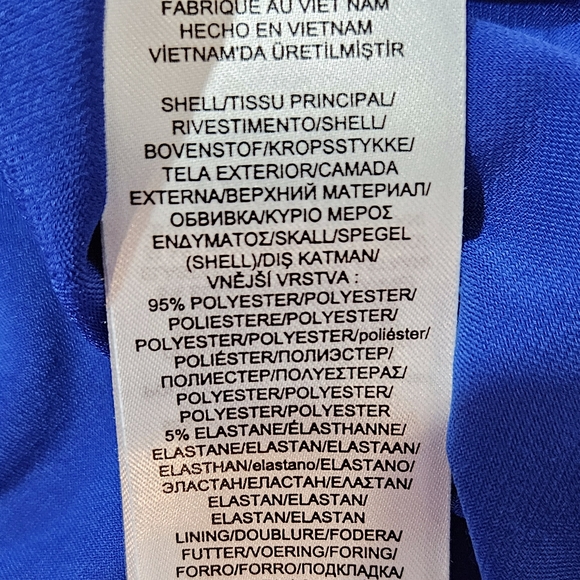 FABRIQUÉ AU VIET NAM
HECHO EN VIETNAM
VİETNAM'DA ÜRETİLMİŞTİR
SHELL/TISSU PRINCIPAL/
RIVESTIMENTO/SHELL/
BOVENSTOF/KROPSSTYKKE/
TELA EXTERIOR/CAMADA
EXTERNA/ВЕРХНИЙ МАТЕРИАЛ/
ОБВИВКА/ΚΥΡΙΟ ΜΕΡΟΣ
ΕΝΔΥΜΑΤΟΣ/SKALL/SPEGEL
(SHELL)/DIŞ KATMAN/
VNĚJŠÍ VRSTVA :
95% POLYESTER/POLYESTER/
POLIESTERE/POLYESTER/
POLYESTER/POLYESTER/poliéster/
POLIÉSTER/ПОЛИЭСТЕР/
ПОЛИЕСТЕР/ΠΟΛΥΕΣΤΕΡΑΣ/
POLYESTER/POLYESTER/
POLYESTER/POLYESTER
5% ELASTANE/ÉLASTHANNE/
ELASTANE/ELASTAN/ELASTAAN/
ELASTHAN/elastano/ELASTANO/
ЭЛАСТАН/ЕЛАСТАН/ΕΛΑΣΤΑΝ/
ELASTAN/ELASTAN/
ELASTAN/ELASTAN
LINING/DOUBLURE/FODERA/
FUTTER/VOERING/FORING/
FORRO/FORRO/ПОДКЛАДКА/